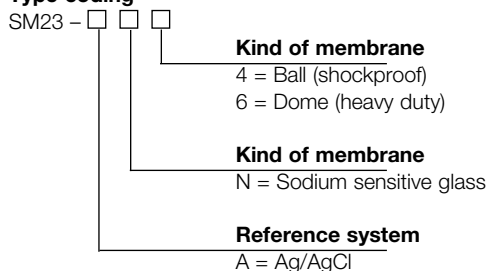 Type coding
SM23 –
Kind of membrane
4 = Ball (shockproof)
6 = Dome (heavy duty)
Kind of membrane
N = Sodium sensitive glass
Reference system
A = Ag/AgCl